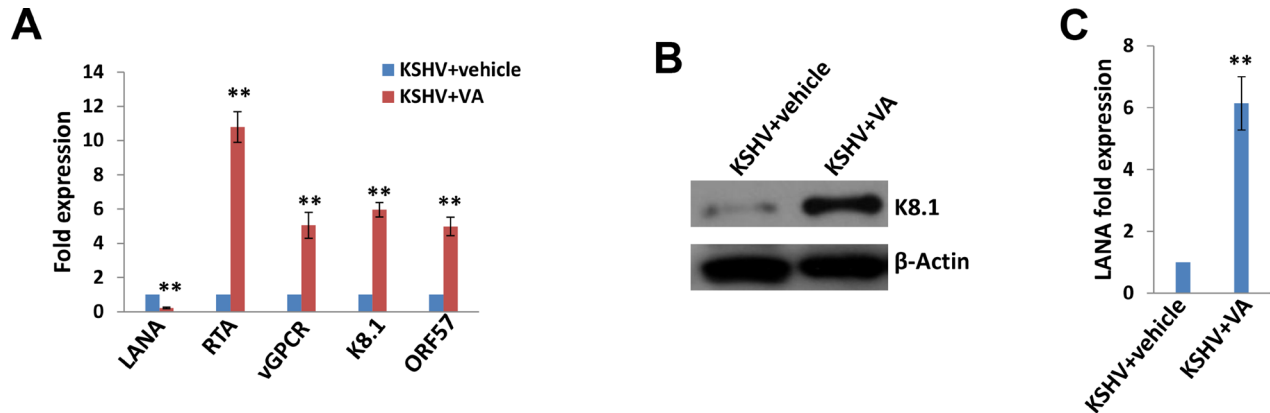 A
Fold expression
14
12
10
8
6
4
2
0
KSHV+vehicle
KSHV+VA
**
**
**
**
**
LANA
RTA
vGPCR
K8.1
ORF57
B
KSHV+vehicle
KSHV+VA
K8.1
β-Actin
C
LANA fold expression
8
6
4
2
0
**
KSHV+vehicle
KSHV+VA